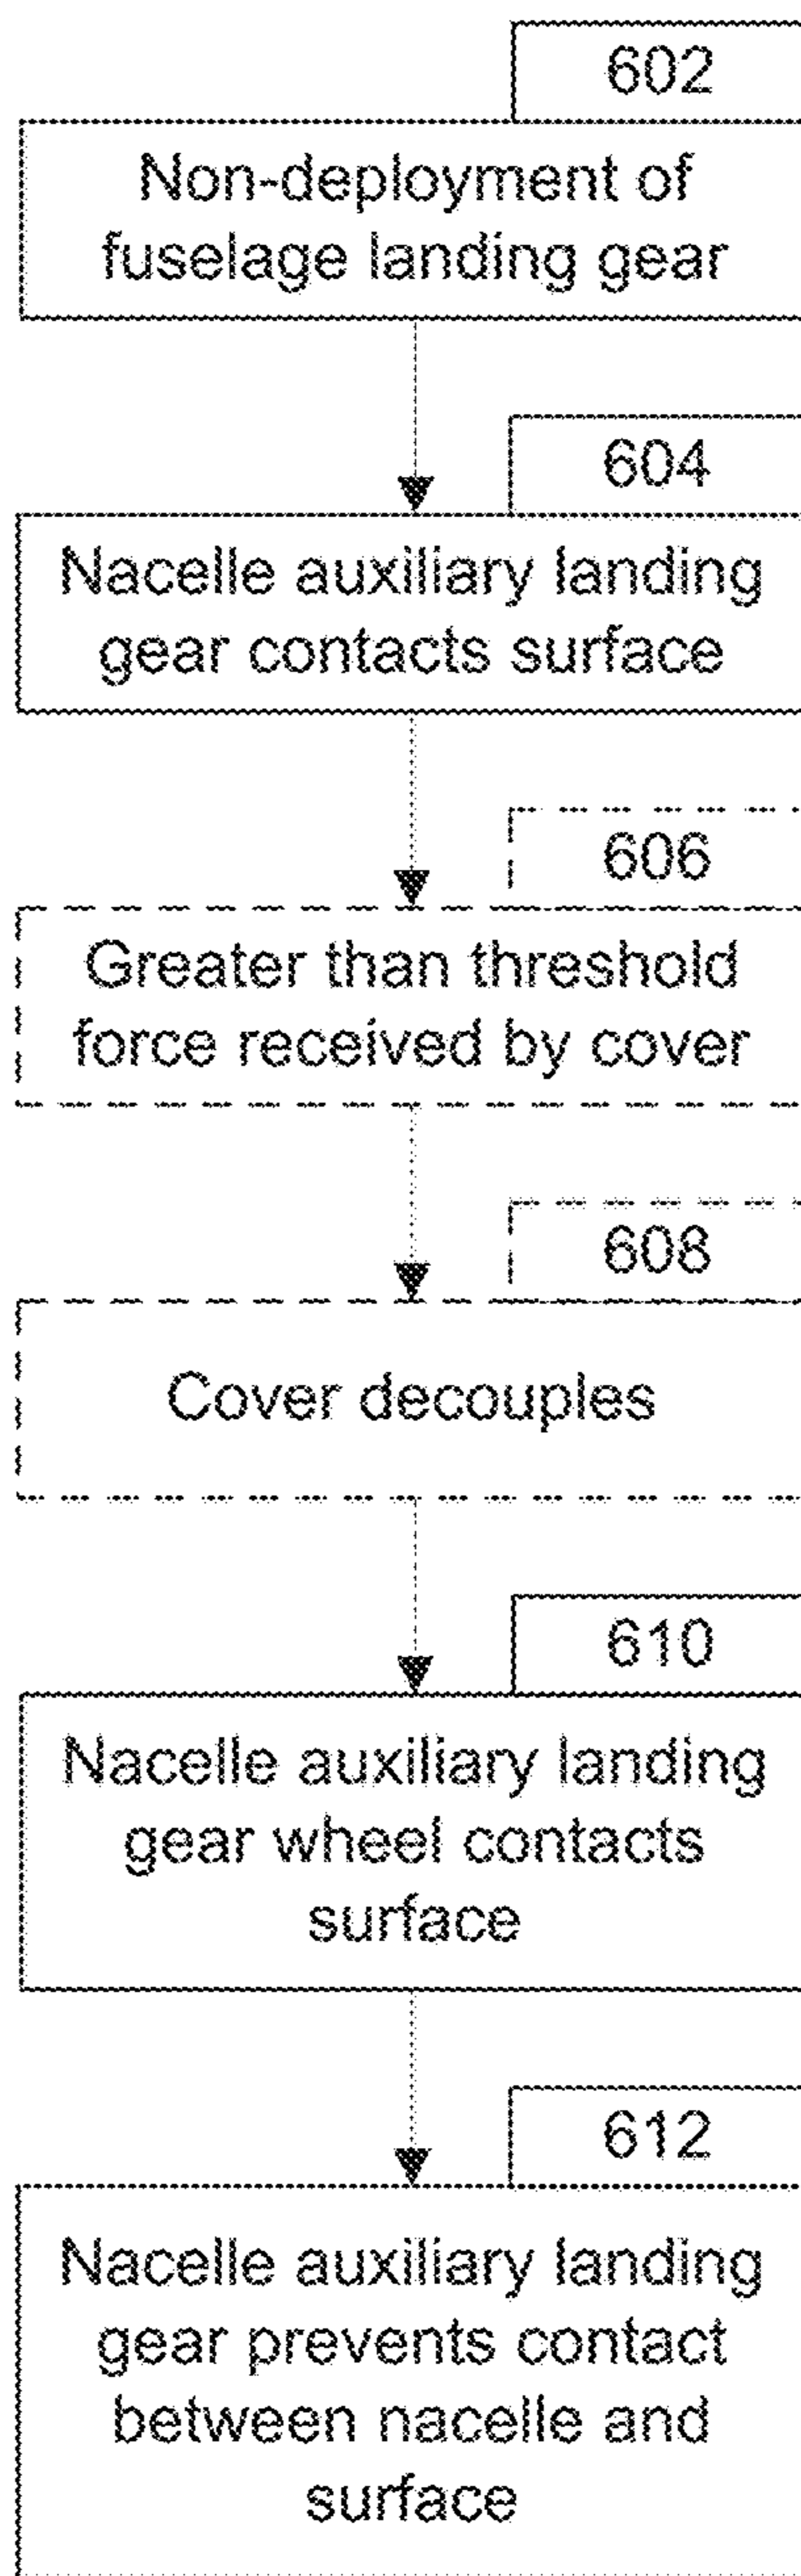 602
Non-deployment of
fuselage landing gear
604
Nacelle auxiliary landing
gear contacts surface
606
Greater than threshold
force received by cover
608
Cover decouples
610
Nacelle auxiliary landing
gear wheel contacts
surface
612
Nacelle auxiliary landing
gear prevents contact
between nacelle and
surface